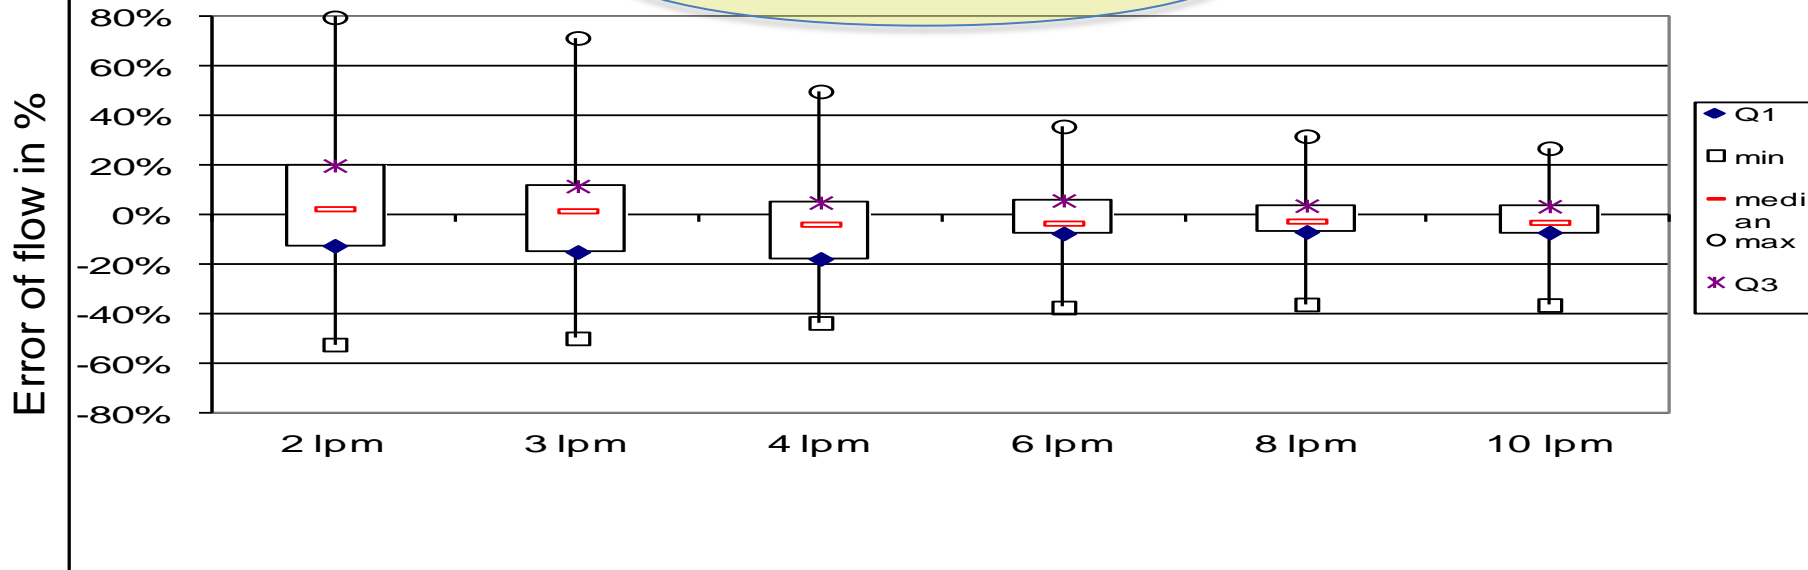 Error of flow in %
80%
60%
40%
20%
0%
-20%
-40%
-60%
-80%
2 lpm
3 lpm
4 lpm
6 lpm
8 lpm
10 lpm
Q1
min
medi
an
max
Q3